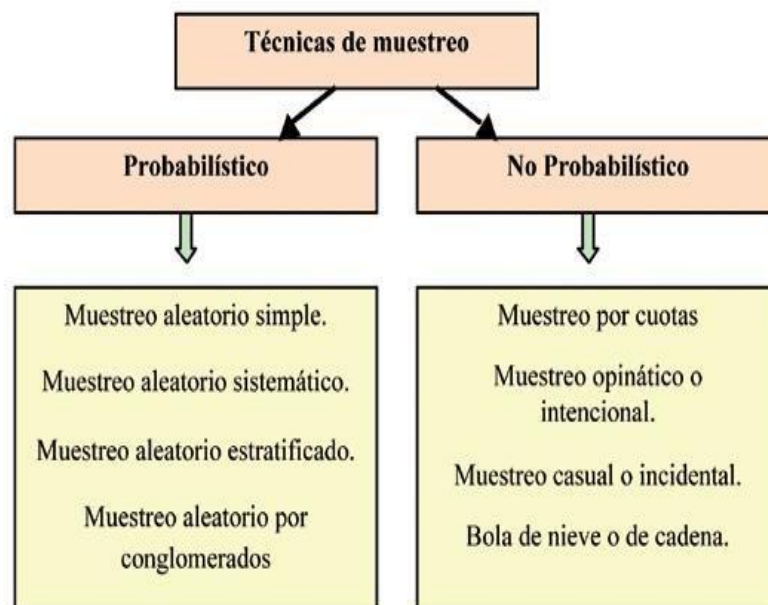 Técnicas de muestreo
Probabilístico
No Probabilístico
Muestreo aleatorio simple.
Muestreo aleatorio sistemático.
Muestreo aleatorio estratificado.
Muestreo aleatorio por
conglomerados
Muestreo por cuotas
Muestreo opinático o
intencional.
Muestreo casual o incidental.
Bola de nieve o de cadena.